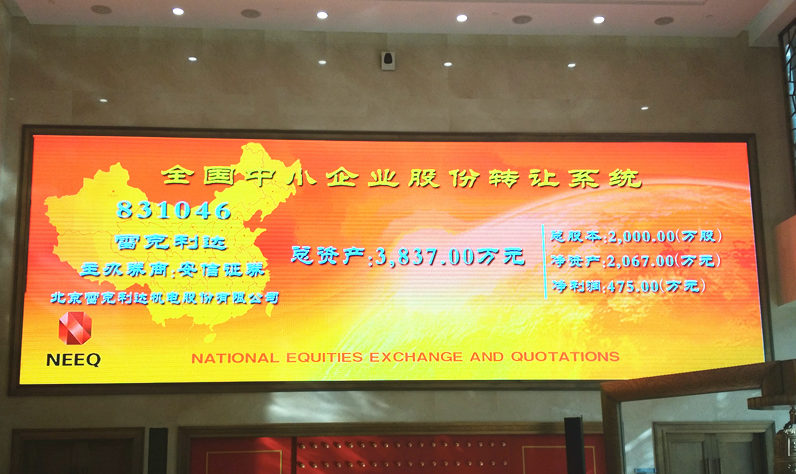 全国中小企业股份转让系统
831046
雷克利达
主办券商:安信证券
北京雷克利达机电股份有限公司
总资产:3,837.00万元
总股本:2,000.00(万股)
净资产:2,067.00(万元)
净利润:475.00(万元)
NEEQ
NATIONAL EQUITIES EXCHANGE AND QUOTATIONS